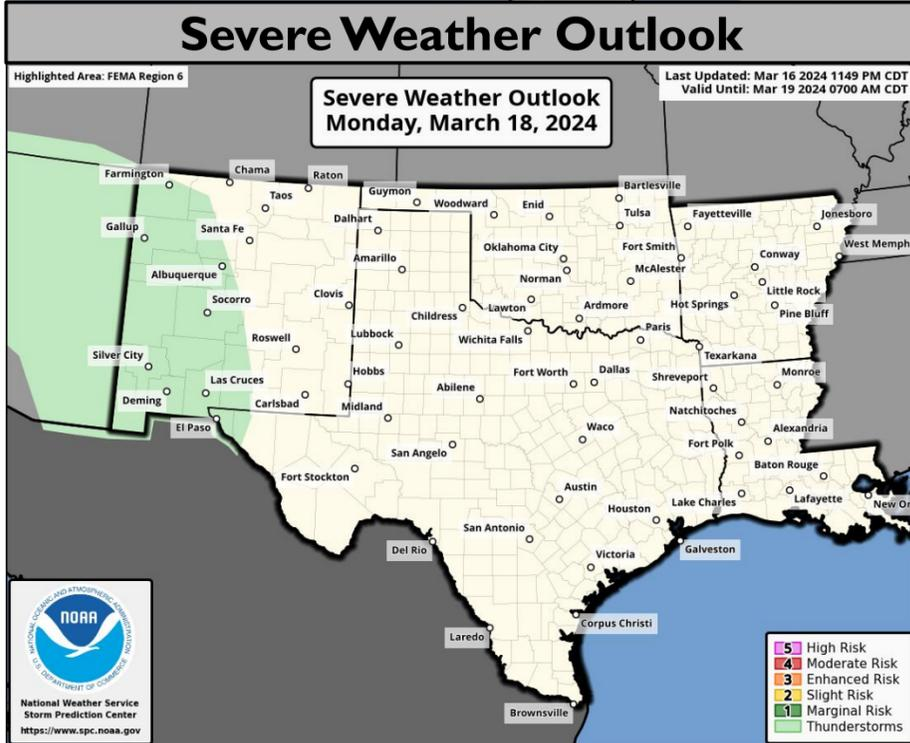 Severe Weather Outlook
Highlighted Area: FEMA Region 6
Last Updated: Mar 16 2024 1149 PM CDT
Valid Until: Mar 19 2024 0700 AM CDT
Severe Weather Outlook
Monday, March 18, 2024
Farmington
Chama
Raton
Taos
Guymon
Woodward
Enid
Bartlesville
Gallup
Santa Fe
Dalhart
Tulsa
Fayetteville
Jonesboro
Albuquerque
Amarillo
Oklahoma City
Fort Smith
Conway
West Memph
Norman
McAlester
Socorro
Clovis
Childress
Lawton
Ardmore
Hot Springs
Little Rock
Pine Bluff
Roswell
Lubbock
Wichita Falls
Paris
Texarkana
Silver City
Las Cruces
Hobbs
Abilene
Fort Worth
Dallas
Shreveport
Monroe
Deming
Carlsbad
Midland
Natchitoches
El Paso
Waco
Alexandria
San Angelo
Fort Polk
Fort Stockton
Baton Rouge
Austin
Houston
Lake Charles
Lafayette
New Or
San Antonio
Del Rio
Victoria
Galveston
Corpus Christi
Laredo
Brownsville
NATIONAL OCEANIC AND ATMOSPHERIC ADMINISTRATION
NOAA
U.S. DEPARTMENT OF COMMERCE
National Weather Service
Storm Prediction Center
https://www.spc.noaa.gov
5 High Risk
4 Moderate Risk
3 Enhanced Risk
2 Slight Risk
1 Marginal Risk
Thunderstorms